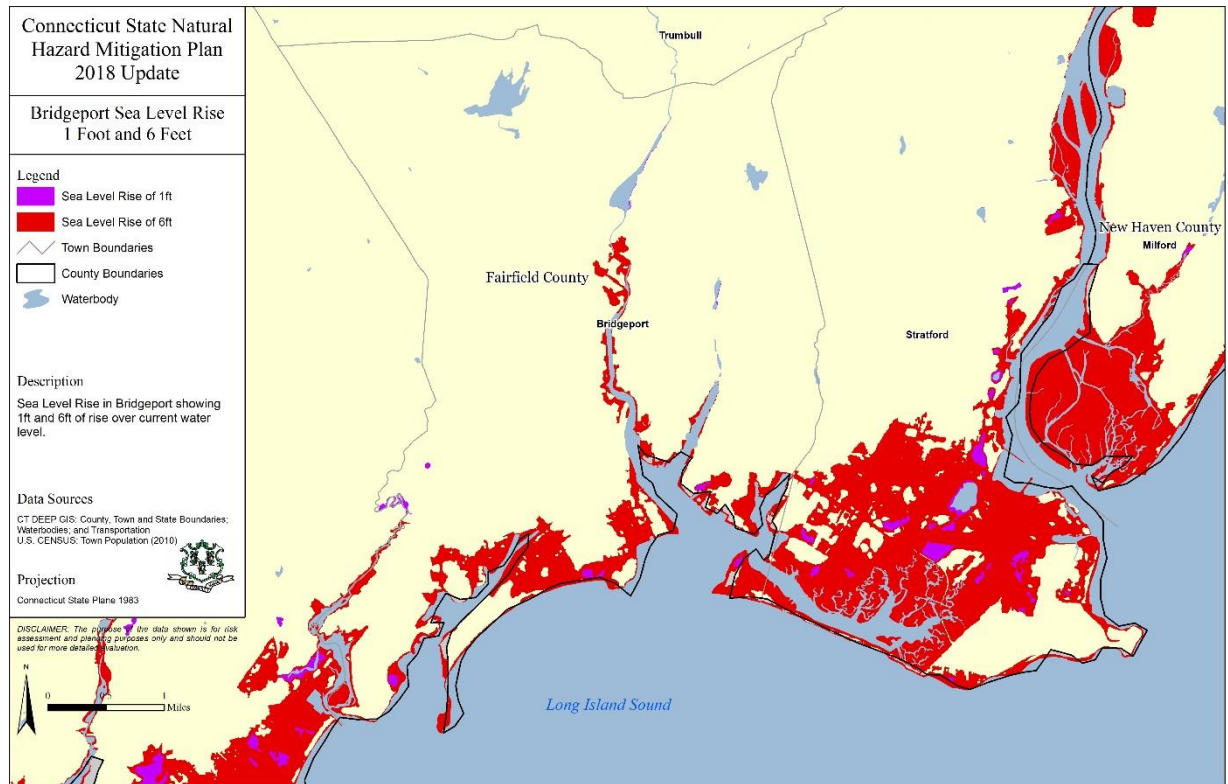 Connecticut State Natural
Hazard Mitigation Plan
2018 Update
Bridgeport Sea Level Rise
1 Foot and 6 Feet
Legend
Sea Level Rise of 1ft
Sea Level Rise of 6ft
Town Boundaries
County Boundaries
Waterbody
Description
Sea Level Rise in Bridgeport showing
1ft and 6ft of rise over current water
level.
Data Sources
CT DEEP GIS: County, Town and State Boundaries;
Waterbodies; and Transportation
U.S. CENSUS: Town Population (2010)
Projection
Connecticut State Plane 1983
DISCLAIMER: The purpose of the data shown is for risk
assessment and planning purposes only and should not be
used for more detailed evaluation.
N
0 0.5 1
Miles
Trumbull
New Haven County
Milford
Fairfield County
Bridgeport
Stratford
Long Island Sound